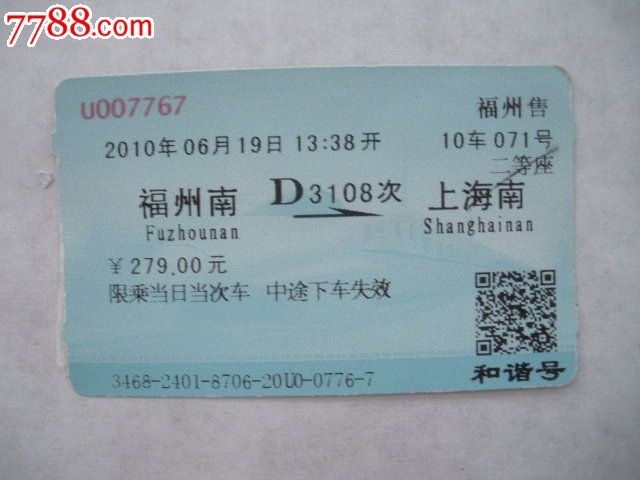 7788.com
U007767
福州售
2010年06月19日 13:38开
10车 071号
二等座
福州南 D3108次 上海南
Fuzhounan Shanghainan
￥279.00元
限乘当日当次车 中途下车失效
3468-2401-8706-20U0-0776-7
和谐号